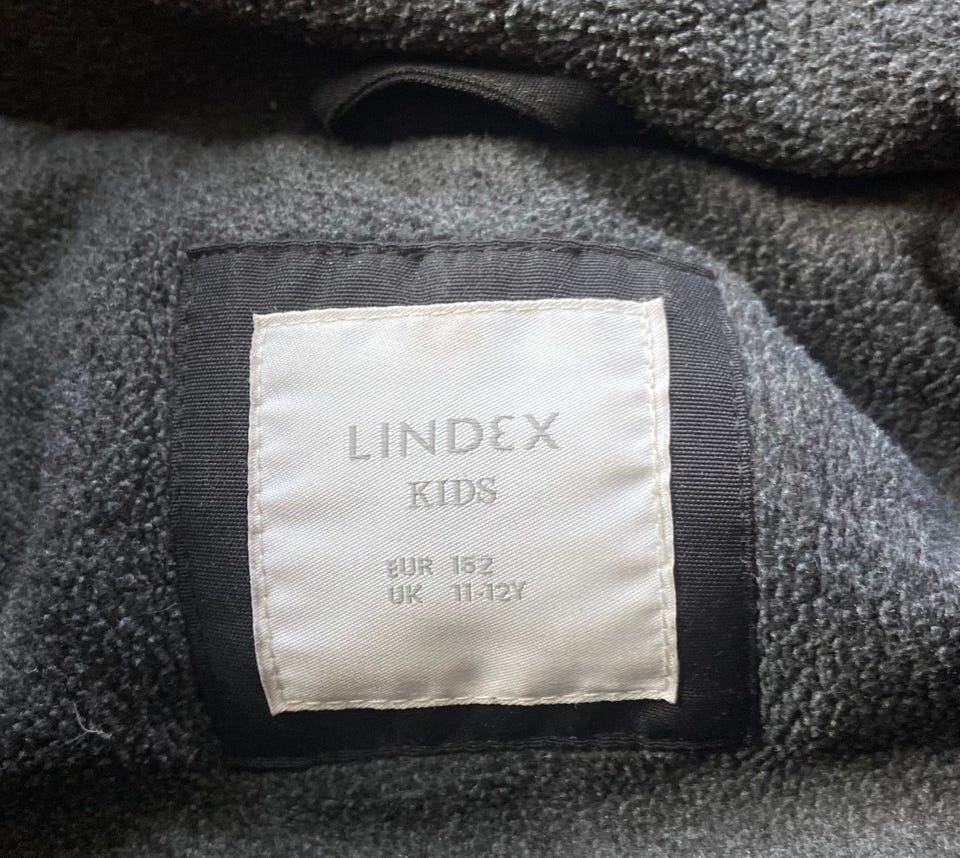 LINDEX
KIDS
EUR 152
UK 11-12Y